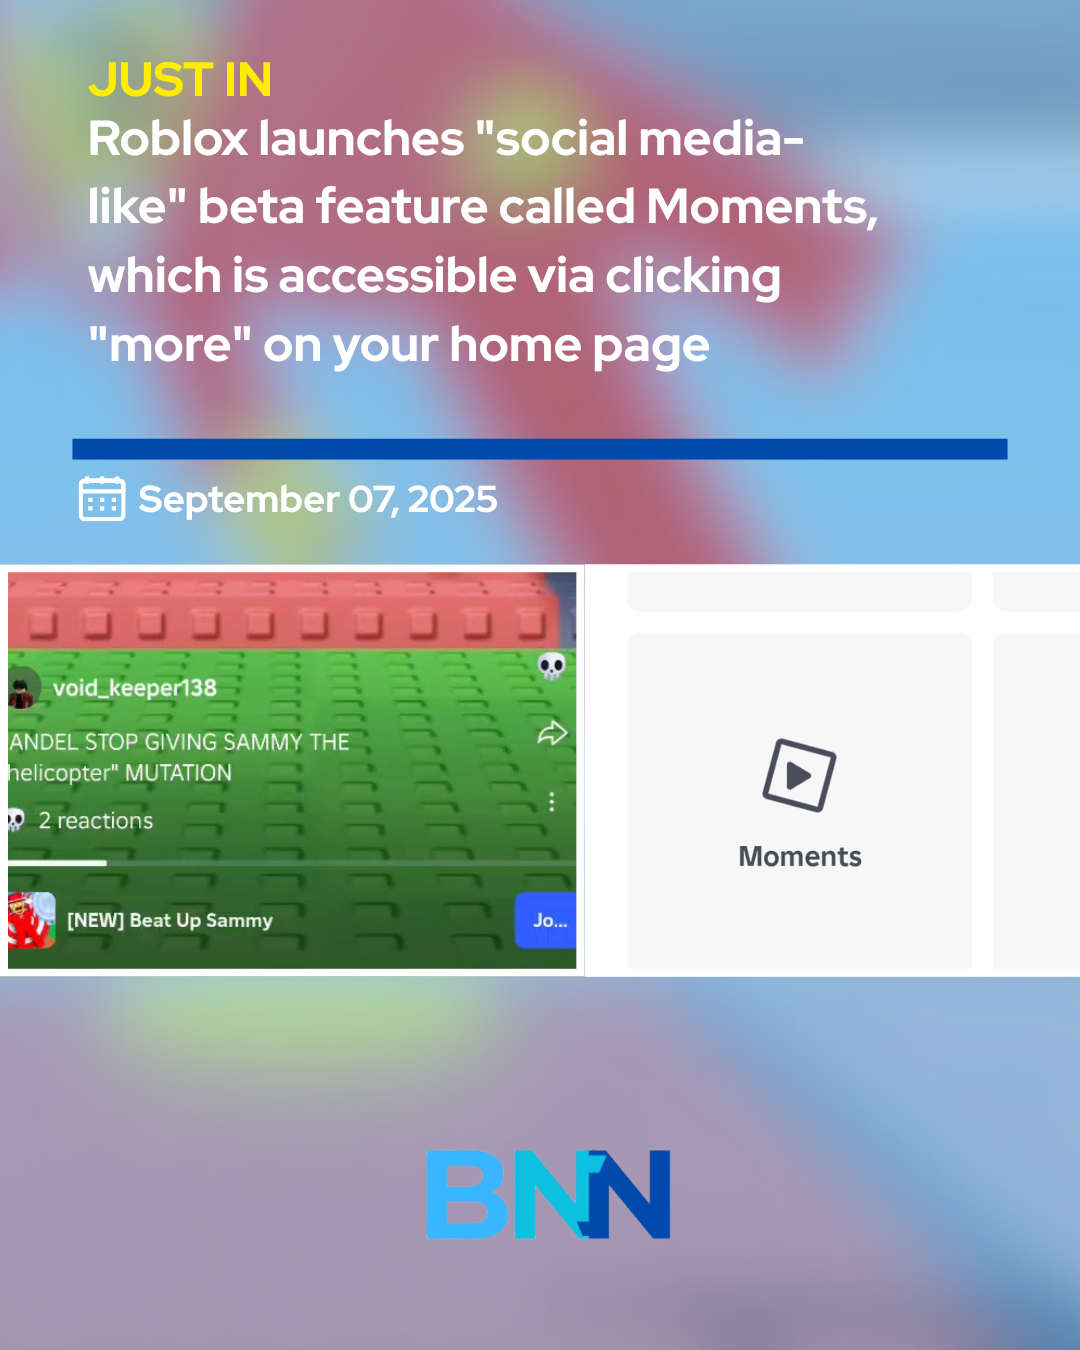 JUST IN
Roblox launches "social media-
like" beta feature called Moments,
which is accessible via clicking
"more" on your home page
September 07, 2025
void_keeper138
ANDEL STOP GIVING SAMMY THE
helicopter" MUTATION
2 reactions
[NEW] Beat Up Sammy
Jo...
Moments
BNN